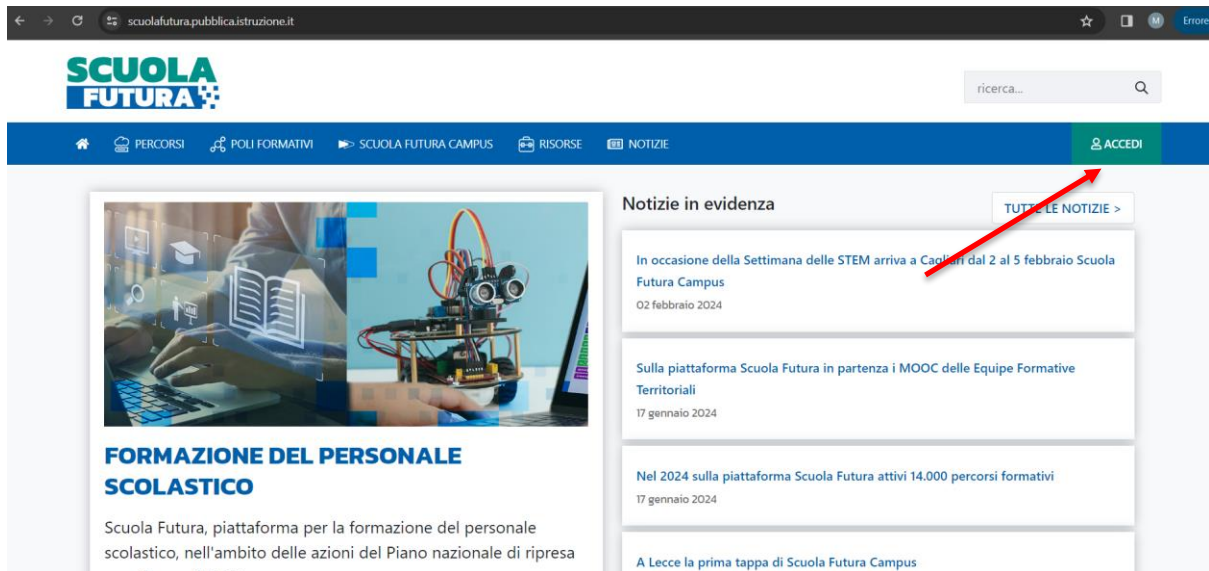 scuolafutura.pubblica.istruzione.it
M
Errore
SCUOLA
FUTURA
ricerca...
PERCORSI
POLI FORMATIVI
SCUOLA FUTURA CAMPUS
RISORSE
NOTIZIE
ACCEDI
FORMAZIONE DEL PERSONALE
SCOLASTICO
Scuola Futura, piattaforma per la formazione del personale
scolastico, nell'ambito delle azioni del Piano nazionale di ripresa
Notizie in evidenza
TUTTE LE NOTIZIE >
In occasione della Settimana delle STEM arriva a Cagliari dal 2 al 5 febbraio Scuola
Futura Campus
02 febbraio 2024
Sulla piattaforma Scuola Futura in partenza i MOOC delle Equipe Formative
Territoriali
17 gennaio 2024
Nel 2024 sulla piattaforma Scuola Futura attivi 14.000 percorsi formativi
17 gennaio 2024
A Lecce la prima tappa di Scuola Futura Campus